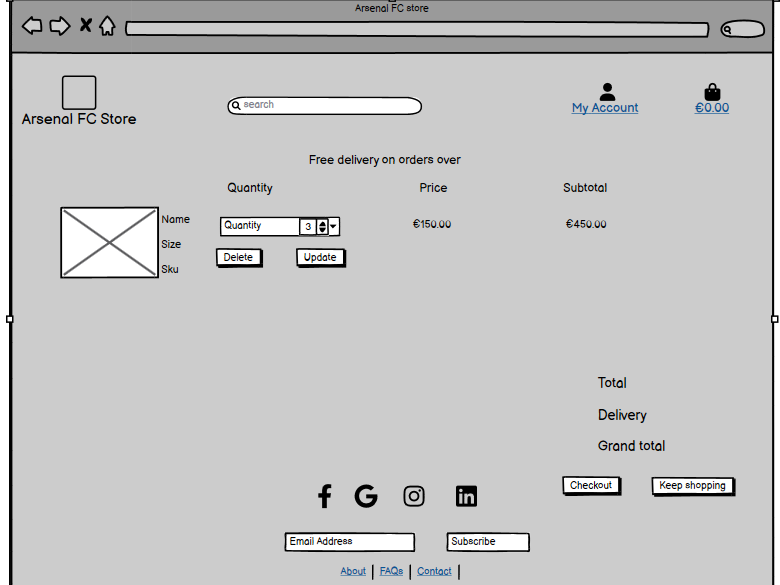 Arsenal FC store
search
Arsenal FC Store
My Account
€0.00
Free delivery on orders over
Quantity Price Subtotal
Name
Quantity 3 €150.00 €450.00
Size
Delete Update
Sku
Total
Delivery
Grand total
Checkout Keep shopping
Email Address Subscribe
About | FAQs | Contact |